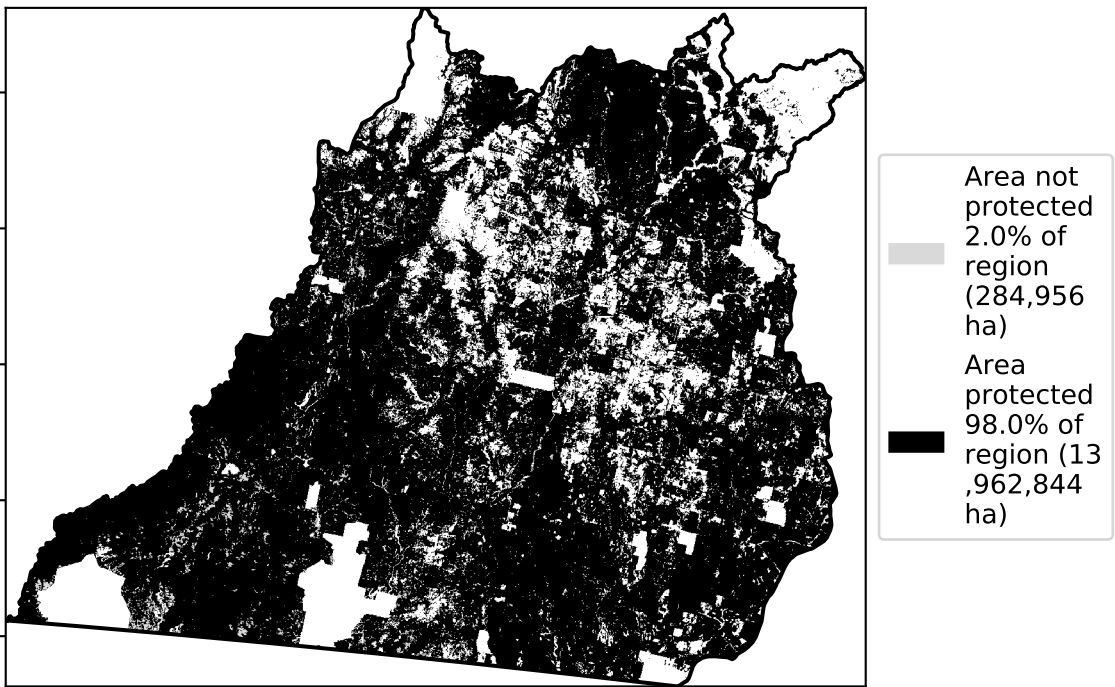 Area not
protected
2.0% of
region
(284,956
ha)
Area
protected
98.0% of
region (13
,962,844
ha)